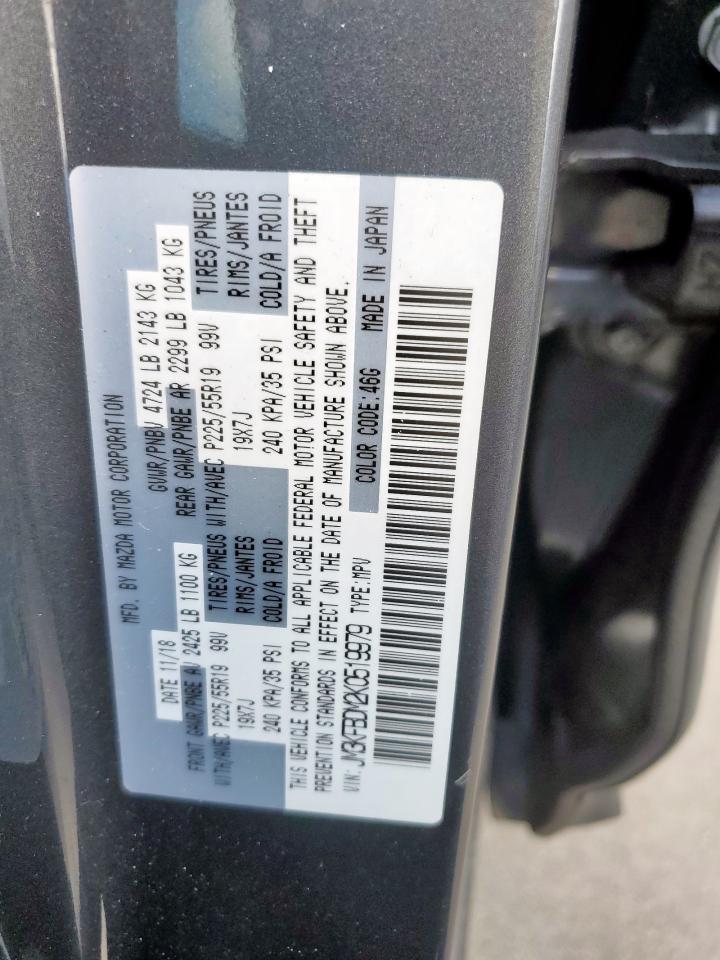 MFD. BY MAZDA MOTOR CORPORATION
DATE 11/18 GVWR/PNBV 4724 LB 2143 KG
FRONT GAWR/PNBE AV 2425 LB 1100 KG REAR GAWR/PNBE AR 2299 LB 1043 KG
WITH/AVEC P225/55R19 99V TIRES/PNEUS WITH/AVEC P225/55R19 99V TIRES/PNEUS
19X7J RIMS/JANTES 19X7J RIMS/JANTES
240 KPA/35 PSI COLD/A FROID 240 KPA/35 PSI COLD/A FROID
THIS VEHICLE CONFORMS TO ALL APPLICABLE FEDERAL MOTOR VEHICLE SAFETY AND THEFT
PREVENTION STANDARDS IN EFFECT ON THE DATE OF MANUFACTURE SHOWN ABOVE.
VIN: JM3KFBDY2K0519979 TYPE:MPV COLOR CODE:46G MADE IN JAPAN